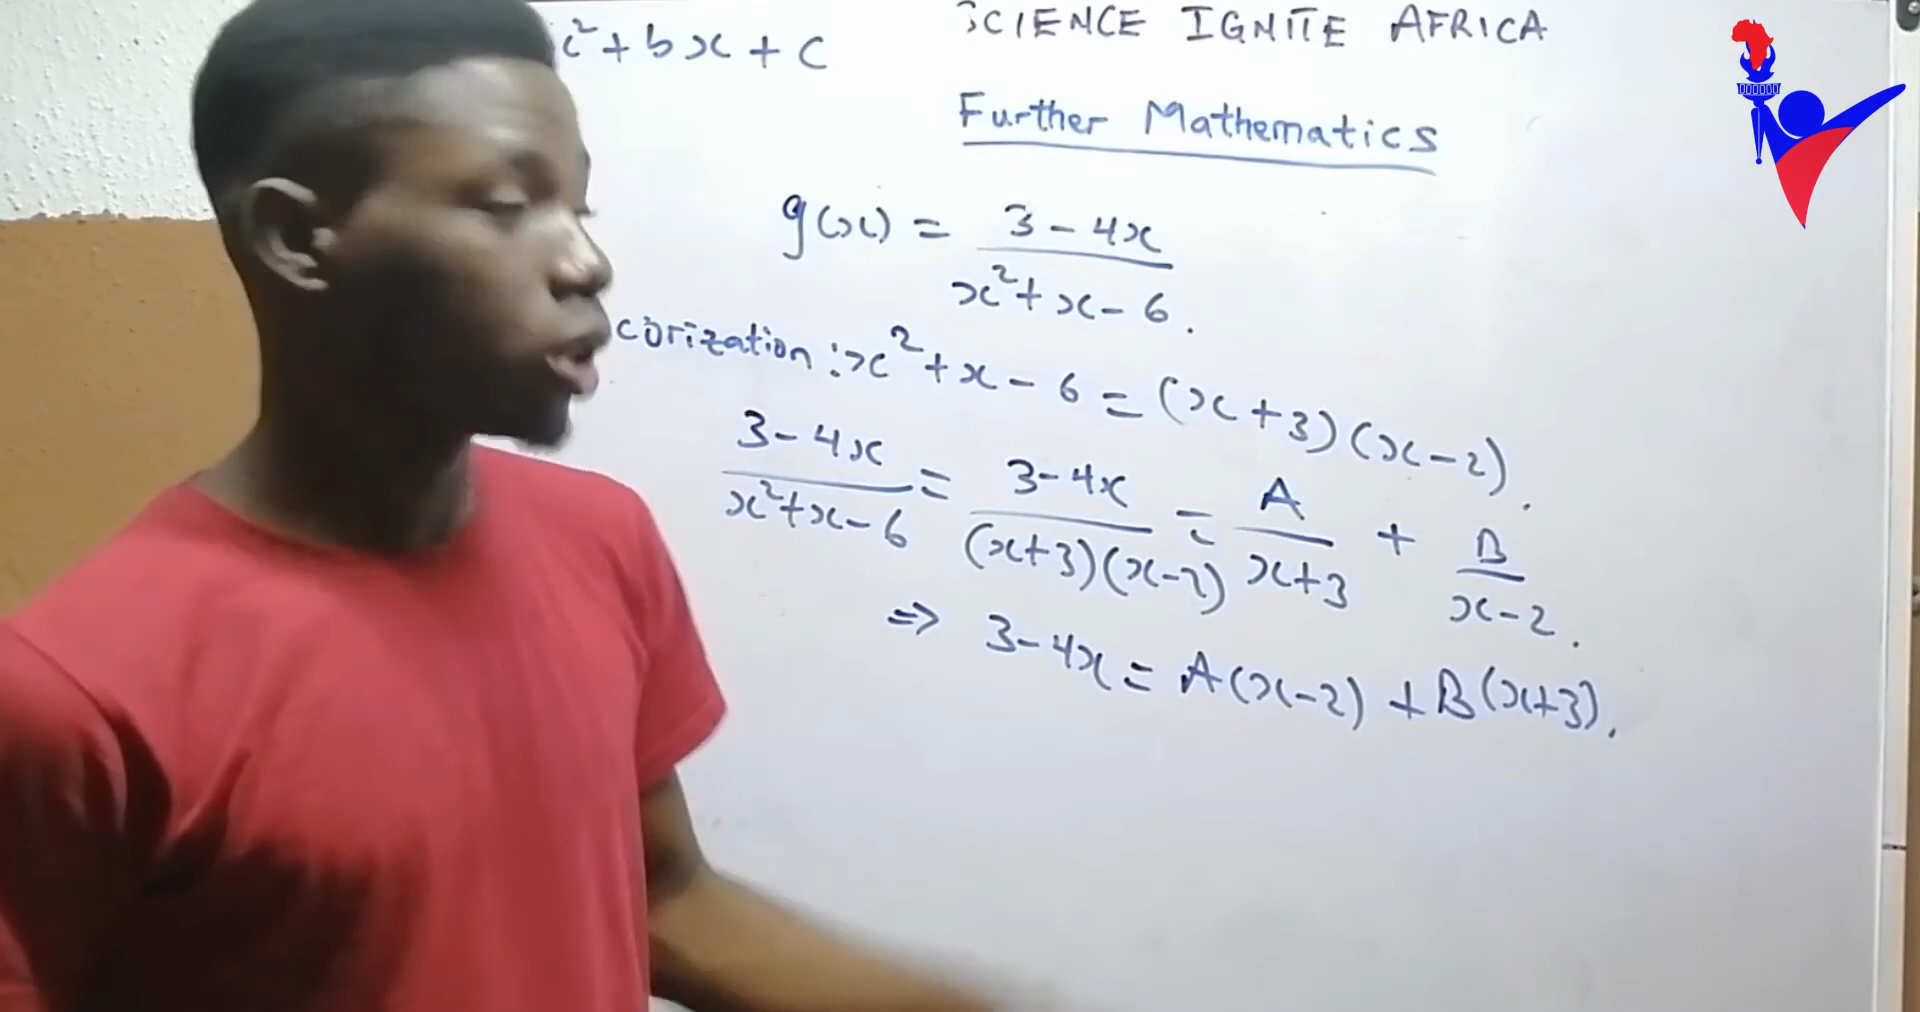 x²+bx+c
SCIENCE IGNITE AFRICA
Further Mathematics
g(x) = 3-4x / x²+x-6.
corization: x²+x-6 = (x+3)(x-2).
3-4x / x²+x-6 = 3-4x / (x+3)(x-2) = A / x+3 + B / x-2.
⇒ 3-4x = A(x-2) + B(x+3).